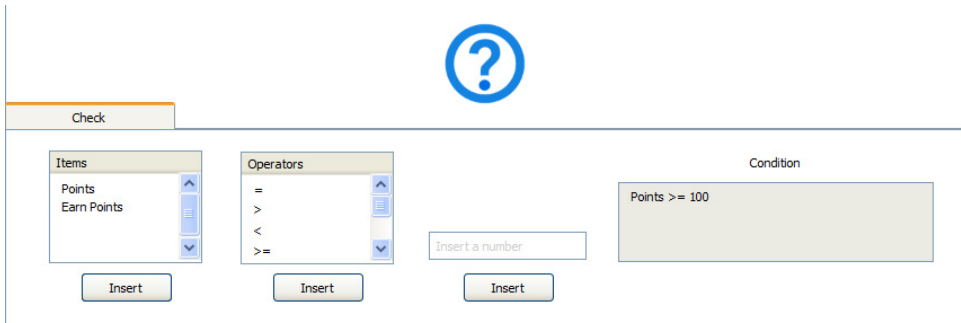 ?
Check
Items
Points
Earn Points
Insert
Operators
=
>
<
>=
Insert
Insert a number
Insert
Condition
Points >= 100